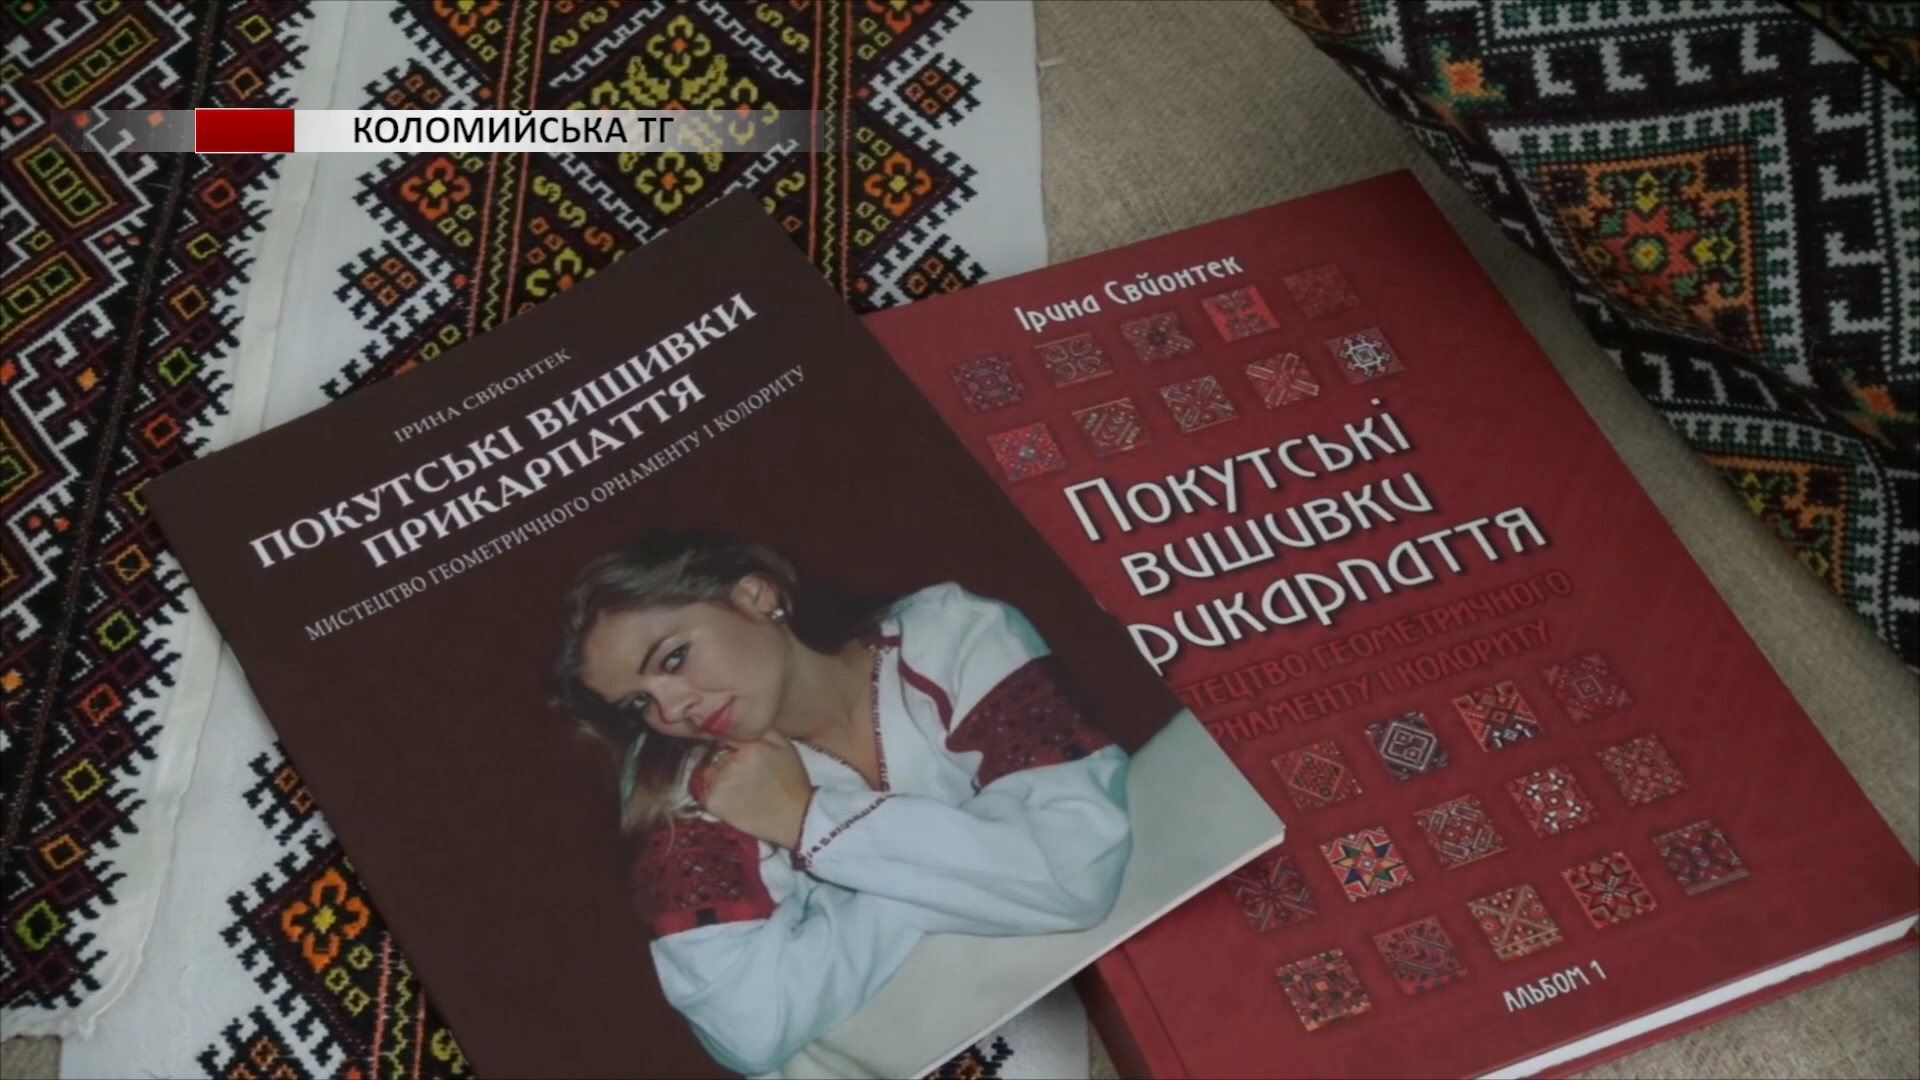 КОЛОМИЙСЬКА ТГ
ІРИНА СВЙОНТЕК
ПОКУТСЬКІ ВИШИВКИ
ПРИКАРПАТТЯ
МИСТЕЦТВО ГЕОМЕТРИЧНОГО ОРНАМЕНТУ І КОЛОРИТУ
Ірина Свйонтек
Покутські
вишивки
рикарпаття
стецтво геометричного
рнаменту і колориту
Альбом 1